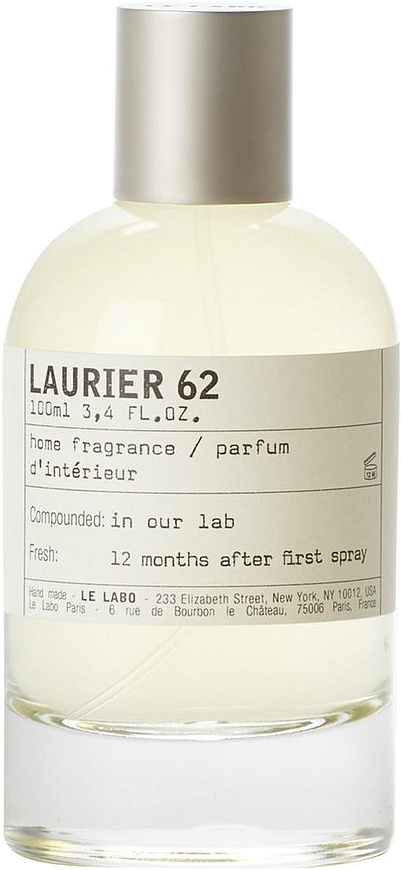 LAURIER 62
100ml 3,4 FL.OZ.
home fragrance / parfum
d'intérieur
12 M
Compounded: in our lab
Fresh: 12 months after first spray
Hand made - LE LABO - 233 Elizabeth Street, New York, NY 10012, USA
Le Labo Paris - 6 rue de Bourbon le Château, 75006 Paris, France